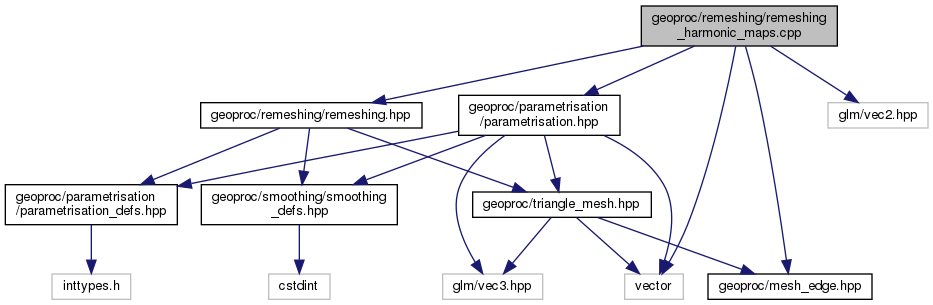 geoproc/remeshing/remeshing
_harmonic_maps.cpp
geoproc/remeshing/remeshing.hpp
geoproc/parametrisation
/parametrisation.hpp
glm/vec2.hpp
geoproc/parametrisation
/parametrisation_defs.hpp
geoproc/smoothing/smoothing
_defs.hpp
geoproc/triangle_mesh.hpp
inttypes.h
cstdint
glm/vec3.hpp
vector
geoproc/mesh_edge.hpp